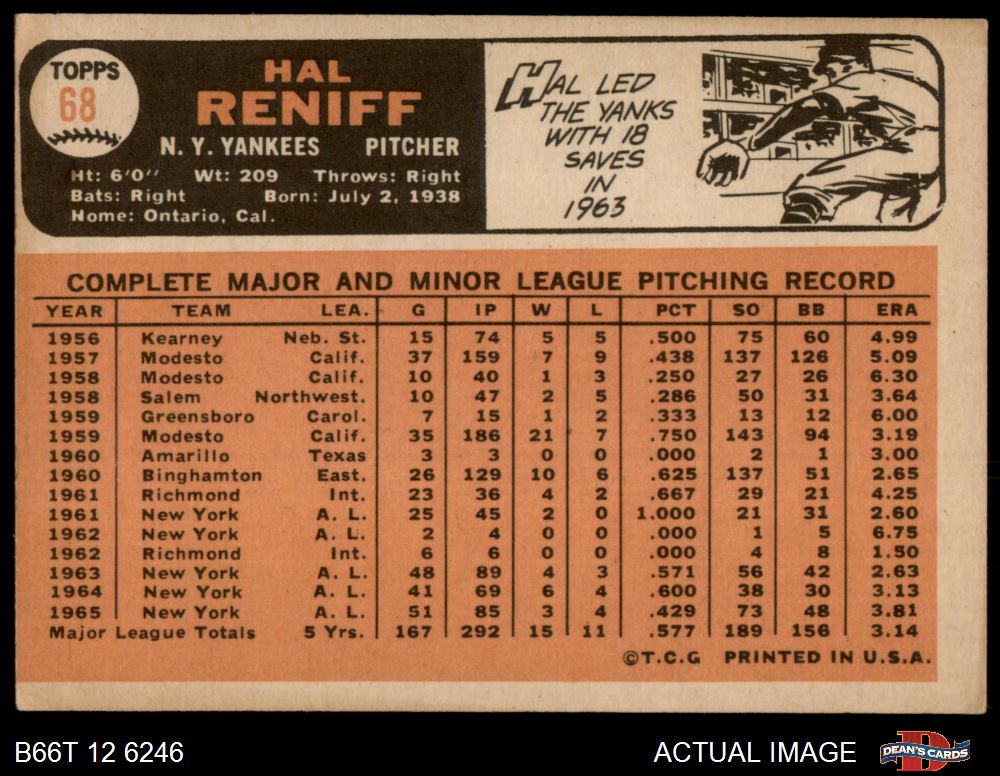 TOPPS
68
HAL
RENIFF
N. Y. YANKEES PITCHER
Ht: 6'0" Wt: 209 Throws: Right
Bats: Right Born: July 2, 1938
Home: Ontario, Cal.
HAL LED
THE YANKS
WITH 18
SAVES
IN
1963
COMPLETE MAJOR AND MINOR LEAGUE PITCHING RECORD
YEAR TEAM LEA. G IP W L PCT SO BB ERA
1956 Kearney Neb. St. 15 74 5 5 .500 75 60 4.99
1957 Modesto Calif. 37 159 7 9 .438 137 126 5.09
1958 Modesto Calif. 10 40 1 3 .250 27 26 6.30
1958 Salem Northwest. 10 47 2 5 .286 50 31 3.64
1959 Greensboro Carol. 7 15 1 2 .333 13 12 6.00
1959 Modesto Calif. 35 186 21 7 .750 143 94 3.19
1960 Amarillo Texas 3 3 0 0 .000 2 1 3.00
1960 Binghamton East. 26 129 10 6 .625 137 51 2.65
1961 Richmond Int. 23 36 4 2 .667 29 21 4.25
1961 New York A. L. 25 45 2 0 1.000 21 31 2.60
1962 New York A. L. 2 4 0 0 .000 1 5 6.75
1962 Richmond Int. 6 6 0 0 .000 4 8 1.50
1963 New York A. L. 48 89 4 3 .571 56 42 2.63
1964 New York A. L. 41 69 6 4 .600 38 30 3.13
1965 New York A. L. 51 85 3 4 .429 73 48 3.81
Major League Totals 5 Yrs. 167 292 15 11 .577 189 156 3.14
©T.C.G PRINTED IN U.S.A.
B66T 12 6246 ACTUAL IMAGE DEAN'S CARDS